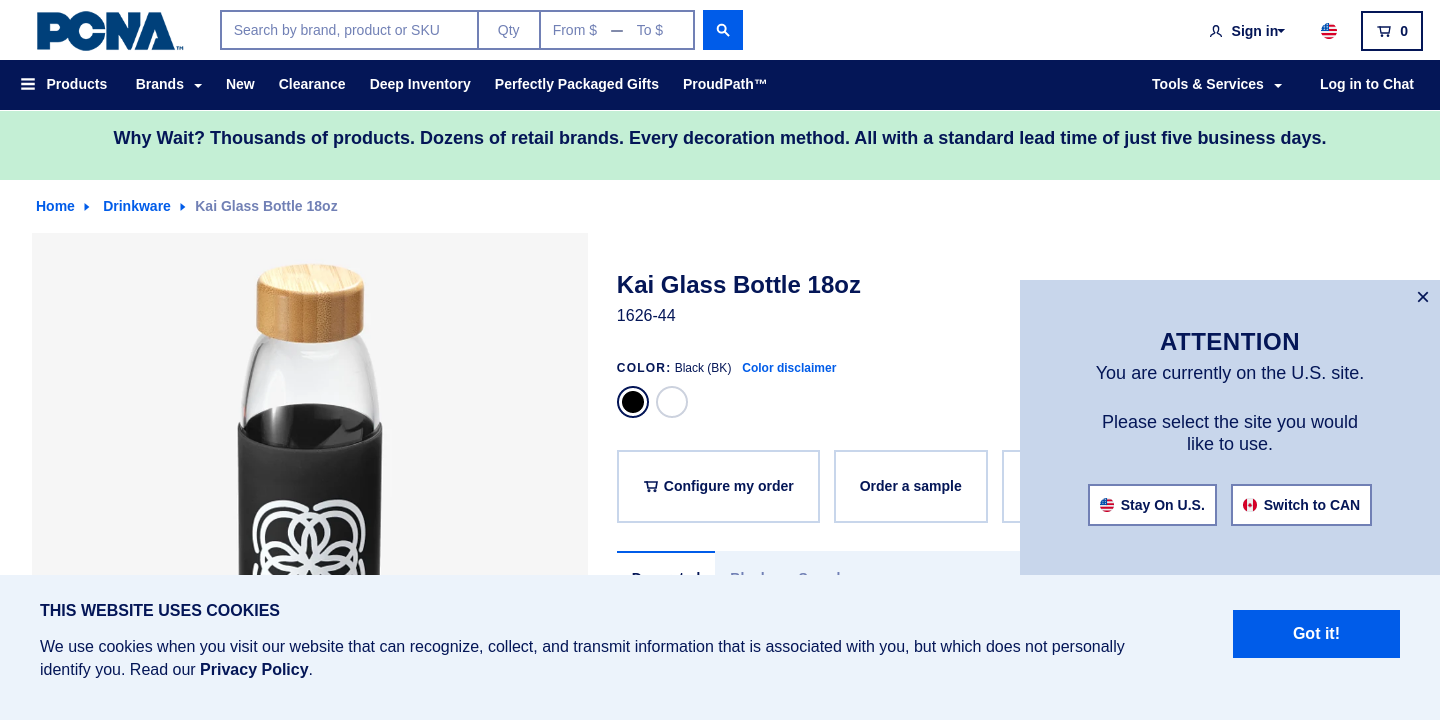 PCNA™
Search by brand, product or SKU
Qty
From $ — To $
Sign in
0
Products
Brands
New
Clearance
Deep Inventory
Perfectly Packaged Gifts
ProudPath™
Tools & Services
Log in to Chat
Why Wait? Thousands of products. Dozens of retail brands. Every decoration method. All with a standard lead time of just five business days.
Home
Drinkware
Kai Glass Bottle 18oz
Kai Glass Bottle 18oz
1626-44
COLOR: Black (BK) Color disclaimer
Configure my order
Order a sample
×
ATTENTION
You are currently on the U.S. site.
Please select the site you would
like to use.
Stay On U.S.
Switch to CAN
THIS WEBSITE USES COOKIES
We use cookies when you visit our website that can recognize, collect, and transmit information that is associated with you, but which does not personally
identify you. Read our Privacy Policy.
Got it!